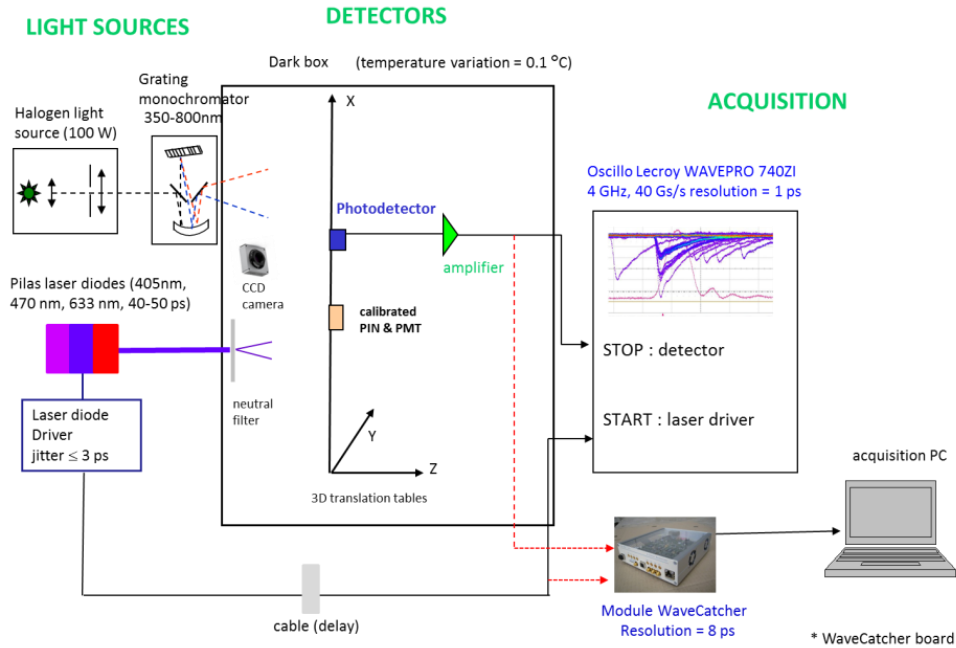 LIGHT SOURCES
DETECTORS
ACQUISITION
Dark box (temperature variation = 0.1 °C)
Grating
monochromator
350-800nm
Halogen light
source (100 W)
X
Photodetector
amplifier
CCD
camera
calibrated
PIN & PMT
Pilas laser diodes (405nm,
470 nm, 633 nm, 40-50 ps)
neutral
filter
Laser diode
Driver
jitter ≤ 3 ps
Y
Z
3D translation tables
cable (delay)
Oscillo Lecroy WAVEPRO 740ZI
4 GHz, 40 Gs/s resolution = 1 ps
STOP : detector
START : laser driver
acquisition PC
Module WaveCatcher
Resolution = 8 ps
* WaveCatcher board